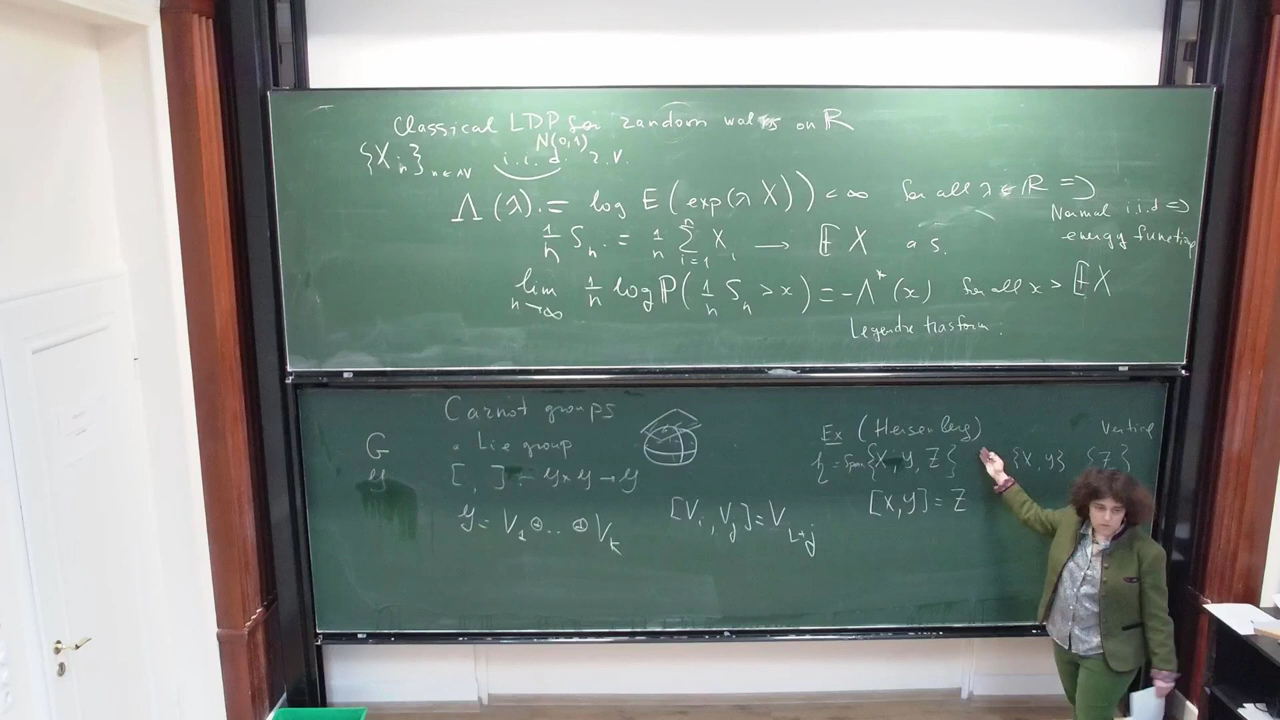 Classical LDP for random walks on ℝ
N(0,1)
{X_n}_{n∈ℕ} i.i.d. r.v.
Λ(λ) := log E(exp(λX)) < ∞ for all λ ∈ ℝ ⇒
Normal i.i.d ⇒
energy function
1/n S_n := 1/n Σ_{i=1}^{n} X_i → 𝔼X a.s.
lim_{n→∞} 1/n log ℙ(1/n S_n > x) = -Λ*(x) for all x > 𝔼X
Legendre trasform.
Carnot groups
G Lie group
𝔤 [ , ] : 𝔤 × 𝔤 → 𝔤
𝔤 = V_1 ⊕ .. ⊕ V_k [V_i, V_j] = V_{i+j}
Ex (Heisenberg) Vertical
𝔥 = Span{X, Y, Z} {X, Y} {Z}
[X, Y] = Z